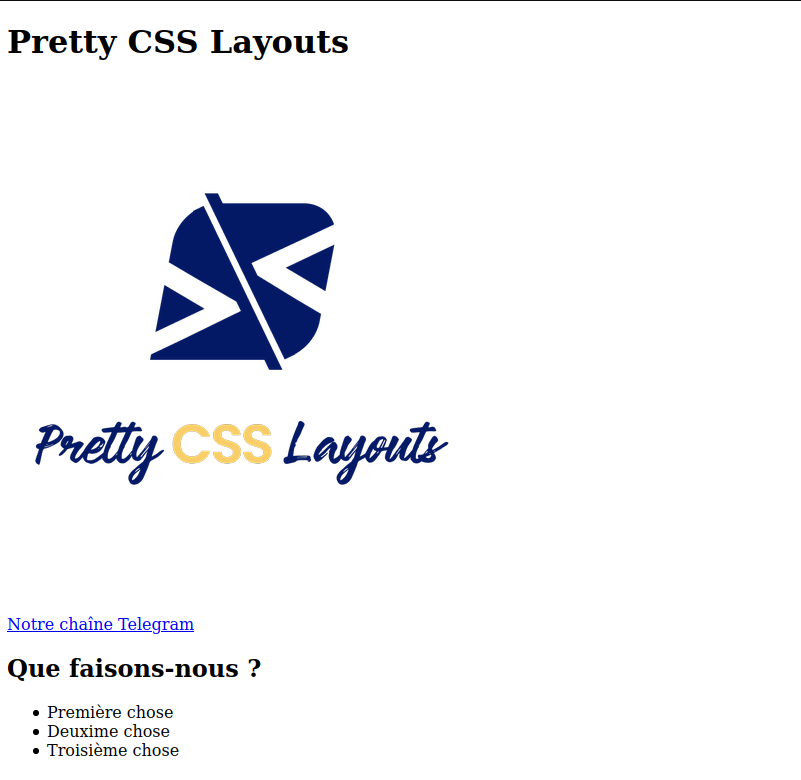 Pretty CSS Layouts
Pretty CSS Layouts
Notre chaîne Telegram
Que faisons-nous ?
Première chose
Deuxime chose
Troisième chose